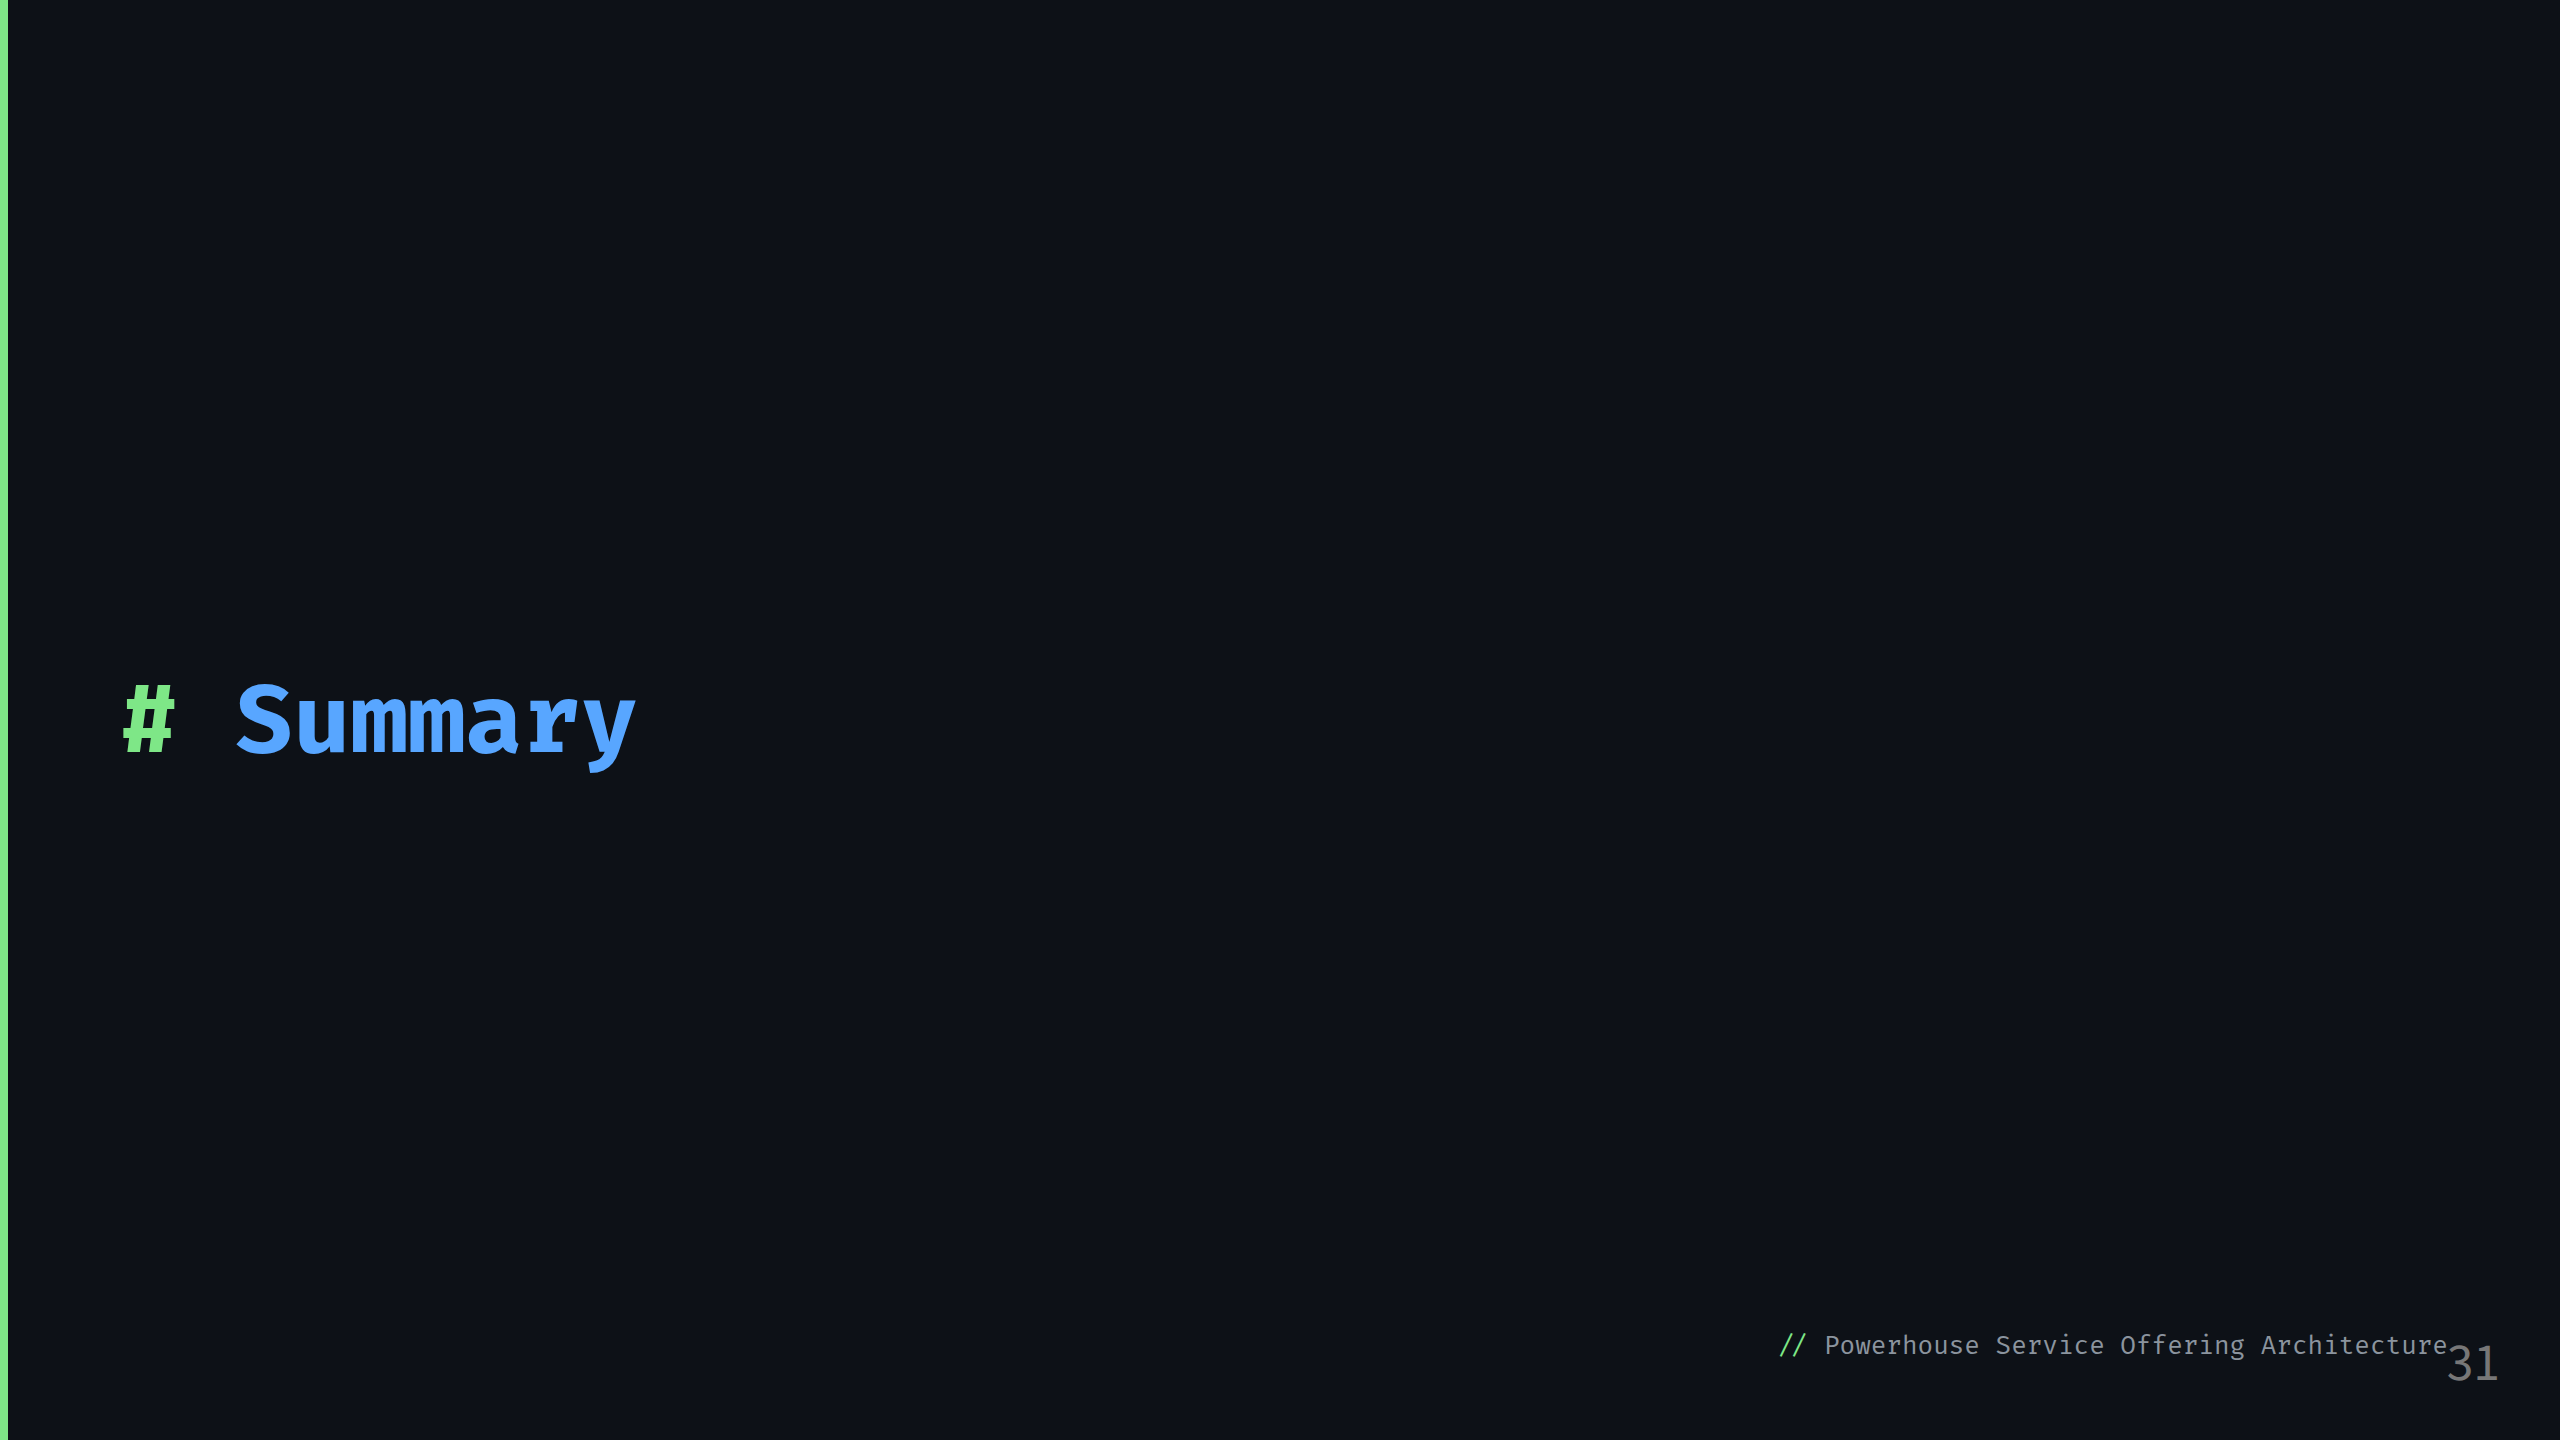 # Summary
// Powerhouse Service Offering Architecture
31